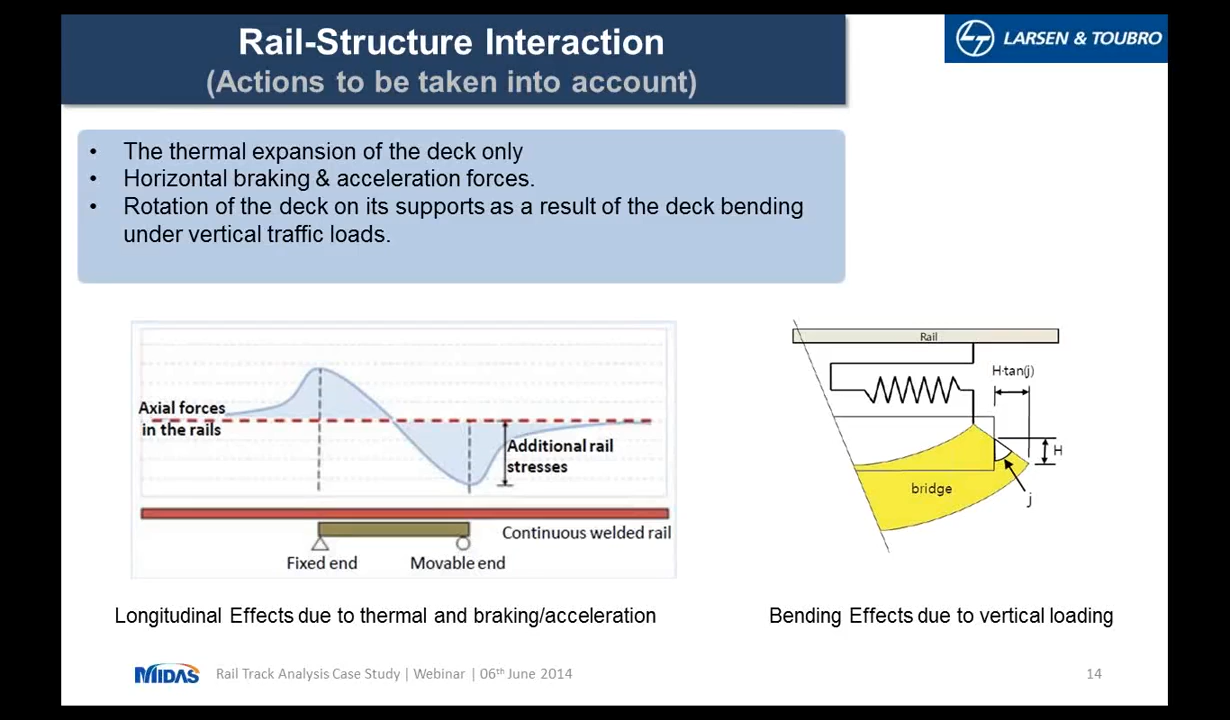 Rail-Structure Interaction
(Actions to be taken into account)
LARSEN & TOUBRO
• The thermal expansion of the deck only
• Horizontal braking & acceleration forces.
• Rotation of the deck on its supports as a result of the deck bending
under vertical traffic loads.
Axial forces
in the rails
Additional rail
stresses
Continuous welded rail
Fixed end
Movable end
Rail
H·tan(j)
H
bridge
j
Longitudinal Effects due to thermal and braking/acceleration
Bending Effects due to vertical loading
MIDAS
Rail Track Analysis Case Study | Webinar | 06th June 2014
14